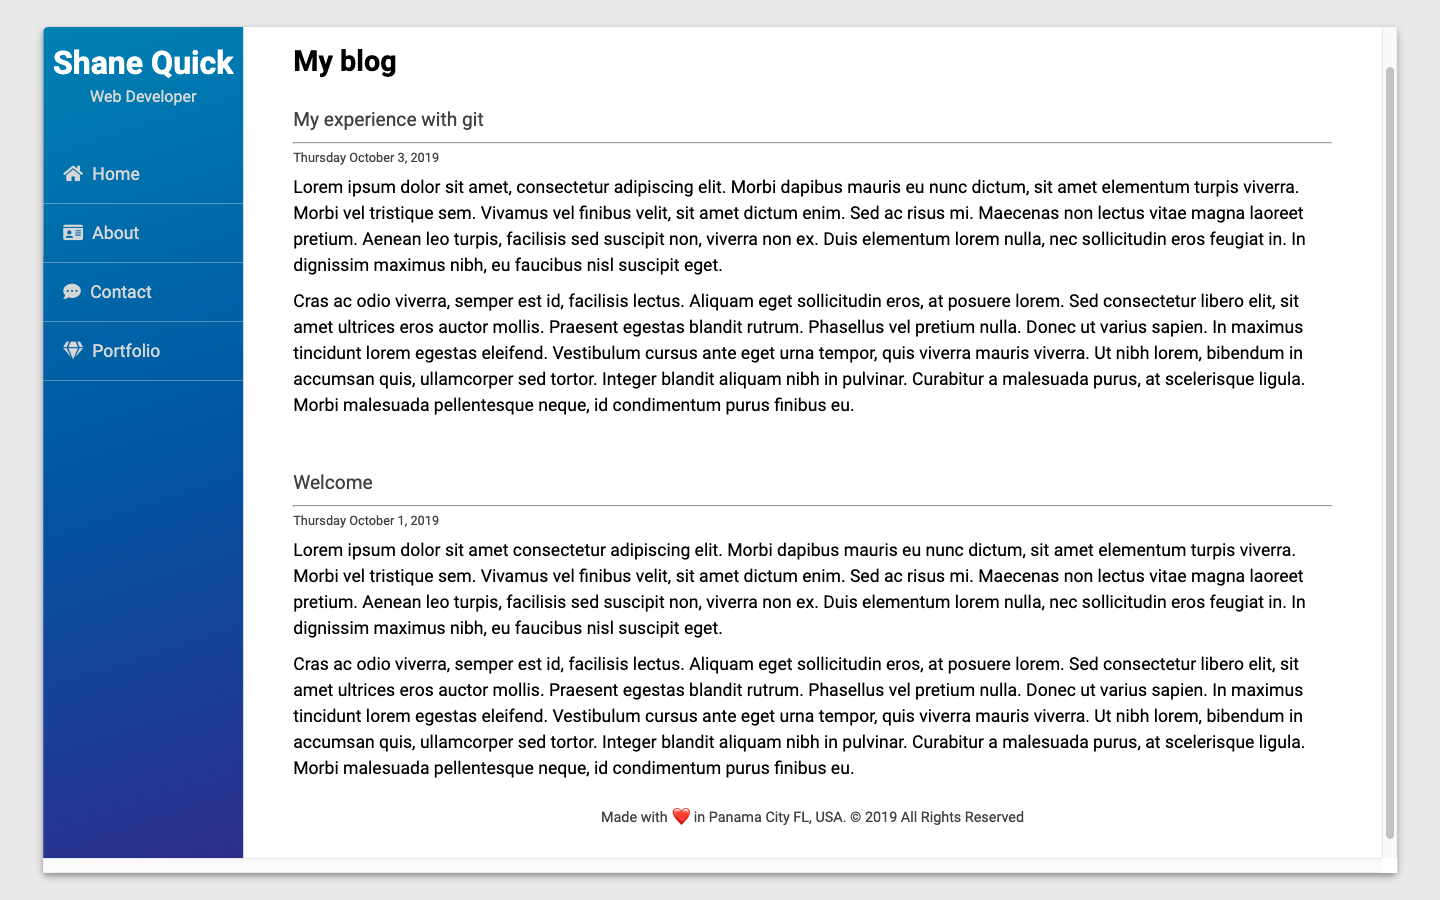 Shane Quick
Web Developer
Home
About
Contact
Portfolio
My blog
My experience with git
Thursday October 3, 2019
Lorem ipsum dolor sit amet, consectetur adipiscing elit. Morbi dapibus mauris eu nunc dictum, sit amet elementum turpis viverra.
Morbi vel tristique sem. Vivamus vel finibus velit, sit amet dictum enim. Sed ac risus mi. Maecenas non lectus vitae magna laoreet
pretium. Aenean leo turpis, facilisis sed suscipit non, viverra non ex. Duis elementum lorem nulla, nec sollicitudin eros feugiat in. In
dignissim maximus nibh, eu faucibus nisl suscipit eget.
Cras ac odio viverra, semper est id, facilisis lectus. Aliquam eget sollicitudin eros, at posuere lorem. Sed consectetur libero elit, sit
amet ultrices eros auctor mollis. Praesent egestas blandit rutrum. Phasellus vel pretium nulla. Donec ut varius sapien. In maximus
tincidunt lorem egestas eleifend. Vestibulum cursus ante eget urna tempor, quis viverra mauris viverra. Ut nibh lorem, bibendum in
accumsan quis, ullamcorper sed tortor. Integer blandit aliquam nibh in pulvinar. Curabitur a malesuada purus, at scelerisque ligula.
Morbi malesuada pellentesque neque, id condimentum purus finibus eu.
Welcome
Thursday October 1, 2019
Lorem ipsum dolor sit amet consectetur adipiscing elit. Morbi dapibus mauris eu nunc dictum, sit amet elementum turpis viverra.
Morbi vel tristique sem. Vivamus vel finibus velit, sit amet dictum enim. Sed ac risus mi. Maecenas non lectus vitae magna laoreet
pretium. Aenean leo turpis, facilisis sed suscipit non, viverra non ex. Duis elementum lorem nulla, nec sollicitudin eros feugiat in. In
dignissim maximus nibh, eu faucibus nisl suscipit eget.
Cras ac odio viverra, semper est id, facilisis lectus. Aliquam eget sollicitudin eros, at posuere lorem. Sed consectetur libero elit, sit
amet ultrices eros auctor mollis. Praesent egestas blandit rutrum. Phasellus vel pretium nulla. Donec ut varius sapien. In maximus
tincidunt lorem egestas eleifend. Vestibulum cursus ante eget urna tempor, quis viverra mauris viverra. Ut nibh lorem, bibendum in
accumsan quis, ullamcorper sed tortor. Integer blandit aliquam nibh in pulvinar. Curabitur a malesuada purus, at scelerisque ligula.
Morbi malesuada pellentesque neque, id condimentum purus finibus eu.
Made with ❤️ in Panama City FL, USA. © 2019 All Rights Reserved